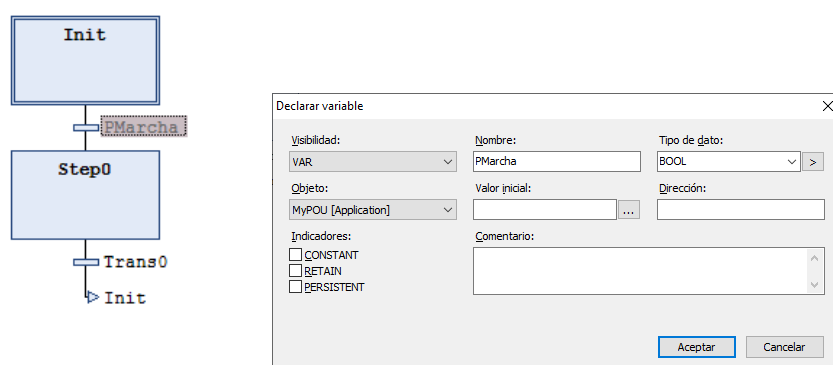 Init
PMarcha
Step0
Trans0
Init
Declarar variable
Visibilidad: Nombre: Tipo de dato:
VAR PMarcha BOOL >
Objeto: Valor inicial: Dirección:
MyPOU [Application] ...
Indicadores: Comentario:
CONSTANT
RETAIN
PERSISTENT
Aceptar Cancelar